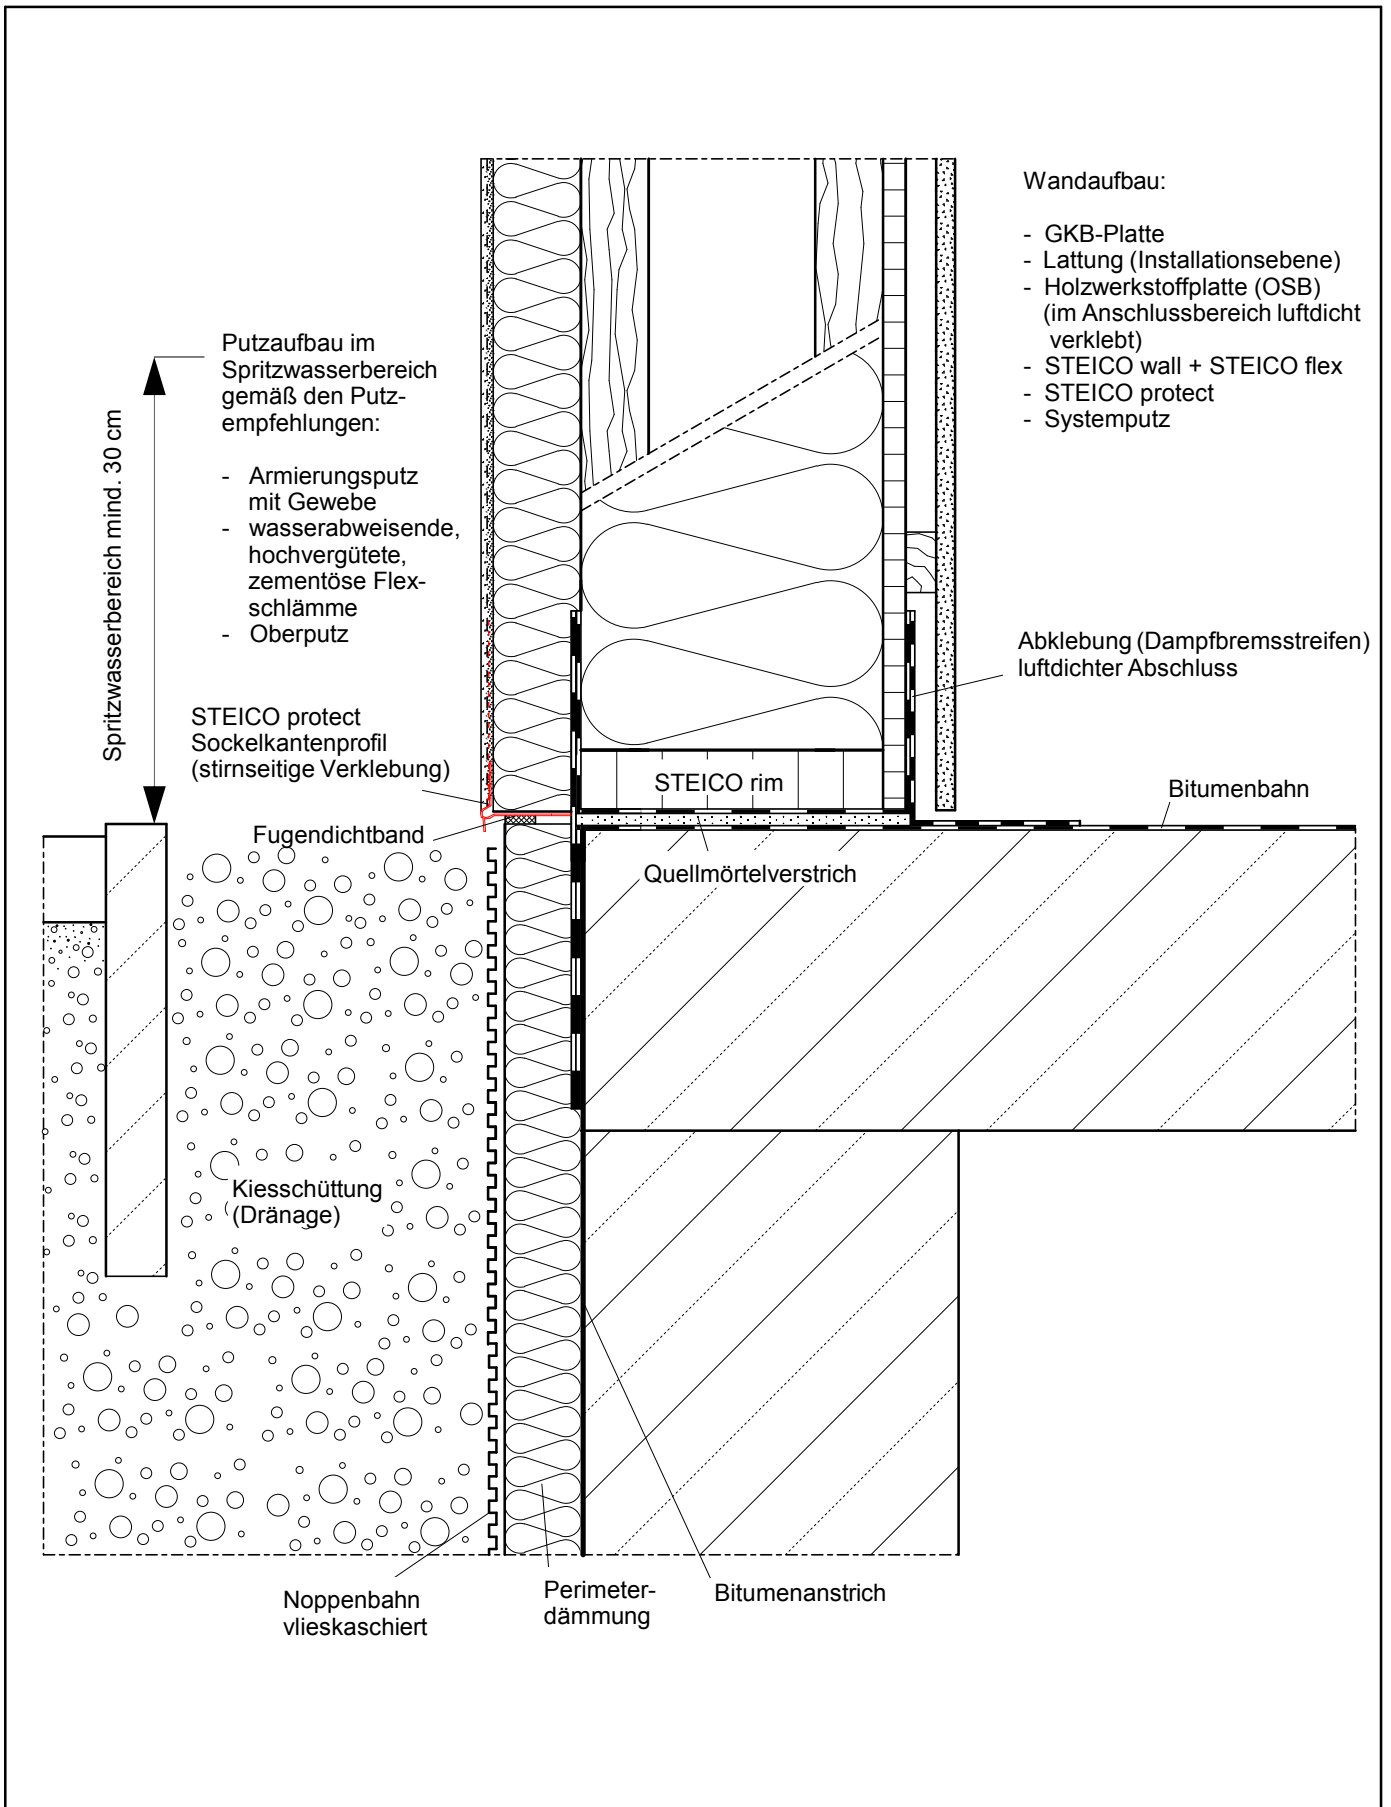 Wandaufbau:
- GKB-Platte
- Lattung (Installationsebene)
- Holzwerkstoffplatte (OSB)
(im Anschlussbereich luftdicht
verklebt)
- STEICO wall + STEICO flex
- STEICO protect
- Systemputz
Putzaufbau im
Spritzwasserbereich
gemäß den Putz-
empfehlungen:
- Armierungsputz
mit Gewebe
- wasserabweisende,
hochvergütete,
zementöse Flex-
schlämme
- Oberputz
Spritzwasserbereich mind. 30 cm
Abklebung (Dampfbremsstreifen)
luftdichter Abschluss
STEICO protect
Sockelkantenprofil
(stirnseitige Verklebung)
STEICO rim
Bitumenbahn
Fugendichtband
Quellmörtelverstrich
Kiesschüttung
(Dränage)
Noppenbahn
vlieskaschiert
Perimeter-
dämmung
Bitumenanstrich